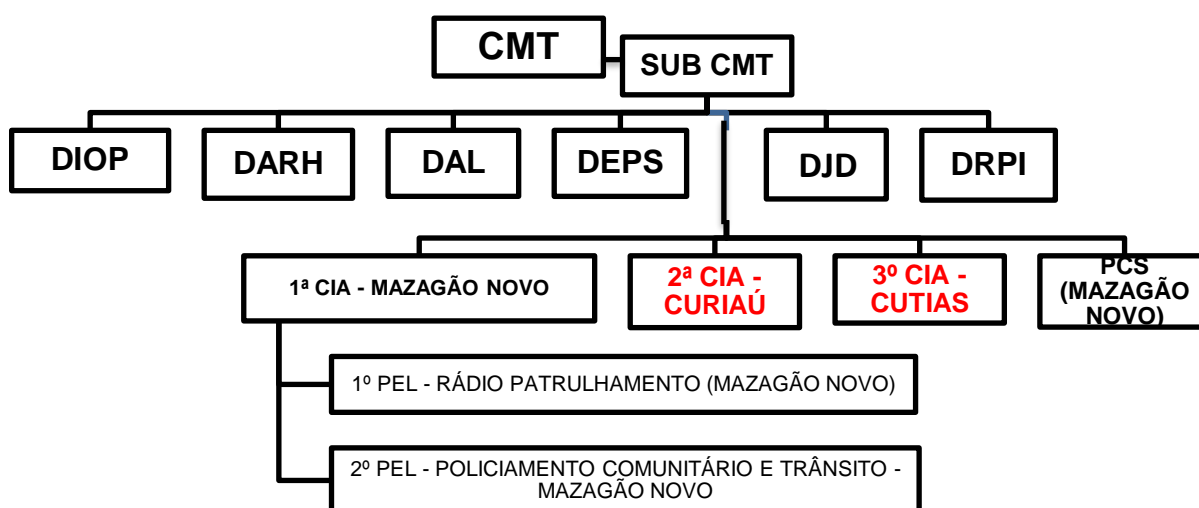 CMT
SUB CMT
DIOP
DARH
DAL
DEPS
DJD
DRPI
1ª CIA - MAZAGÃO NOVO
2ª CIA -
CURIAÚ
3º CIA -
CUTIAS
PCS
(MAZAGÃO
NOVO)
1º PEL - RÁDIO PATRULHAMENTO (MAZAGÃO NOVO)
2º PEL - POLICIAMENTO COMUNITÁRIO E TRÂNSITO -
MAZAGÃO NOVO